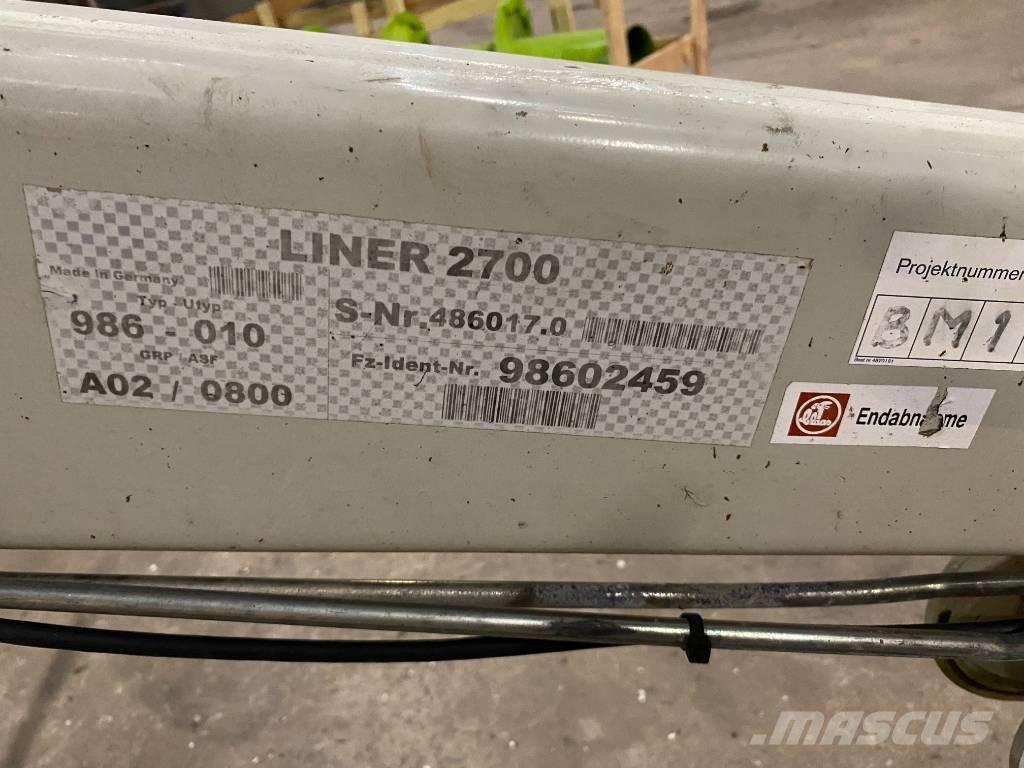 LINER 2700
Made in Germany
Typ - Utyp
986 - 010
GRP / ASF
A02 / 0800
S-Nr. 486017.0
Fz-Ident-Nr. 98602459
Projektnummer
BM1
Endabnahme
MASCUS